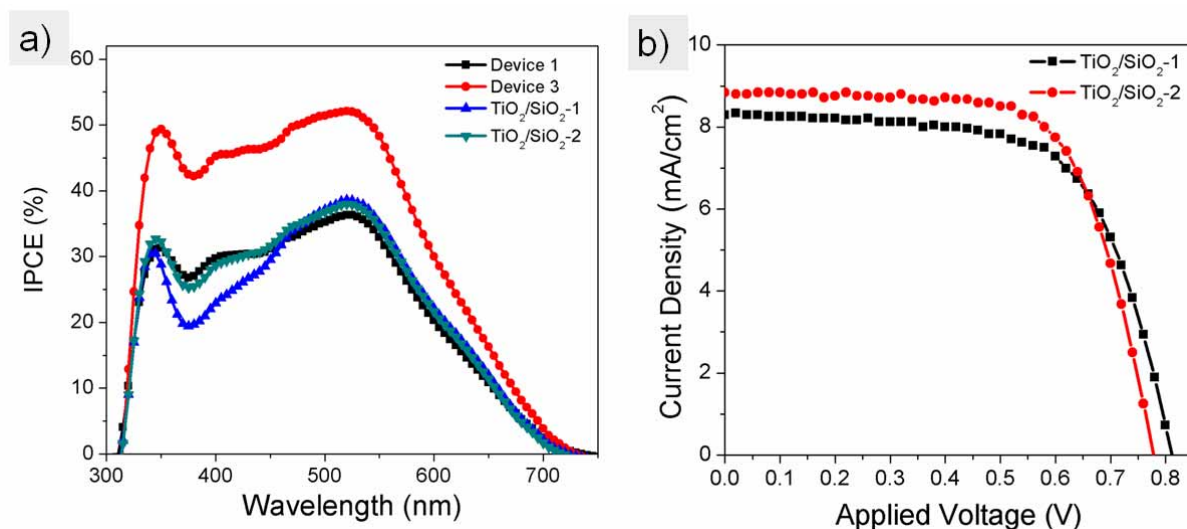 a)
60
50
40
30
20
10
0
IPCE (%)
Device 1
Device 3
TiO₂/SiO₂-1
TiO₂/SiO₂-2
300 400 500 600 700
Wavelength (nm)
b)
10
8
6
4
2
0
Current Density (mA/cm²)
TiO₂/SiO₂-1
TiO₂/SiO₂-2
0.0 0.1 0.2 0.3 0.4 0.5 0.6 0.7 0.8
Applied Voltage (V)